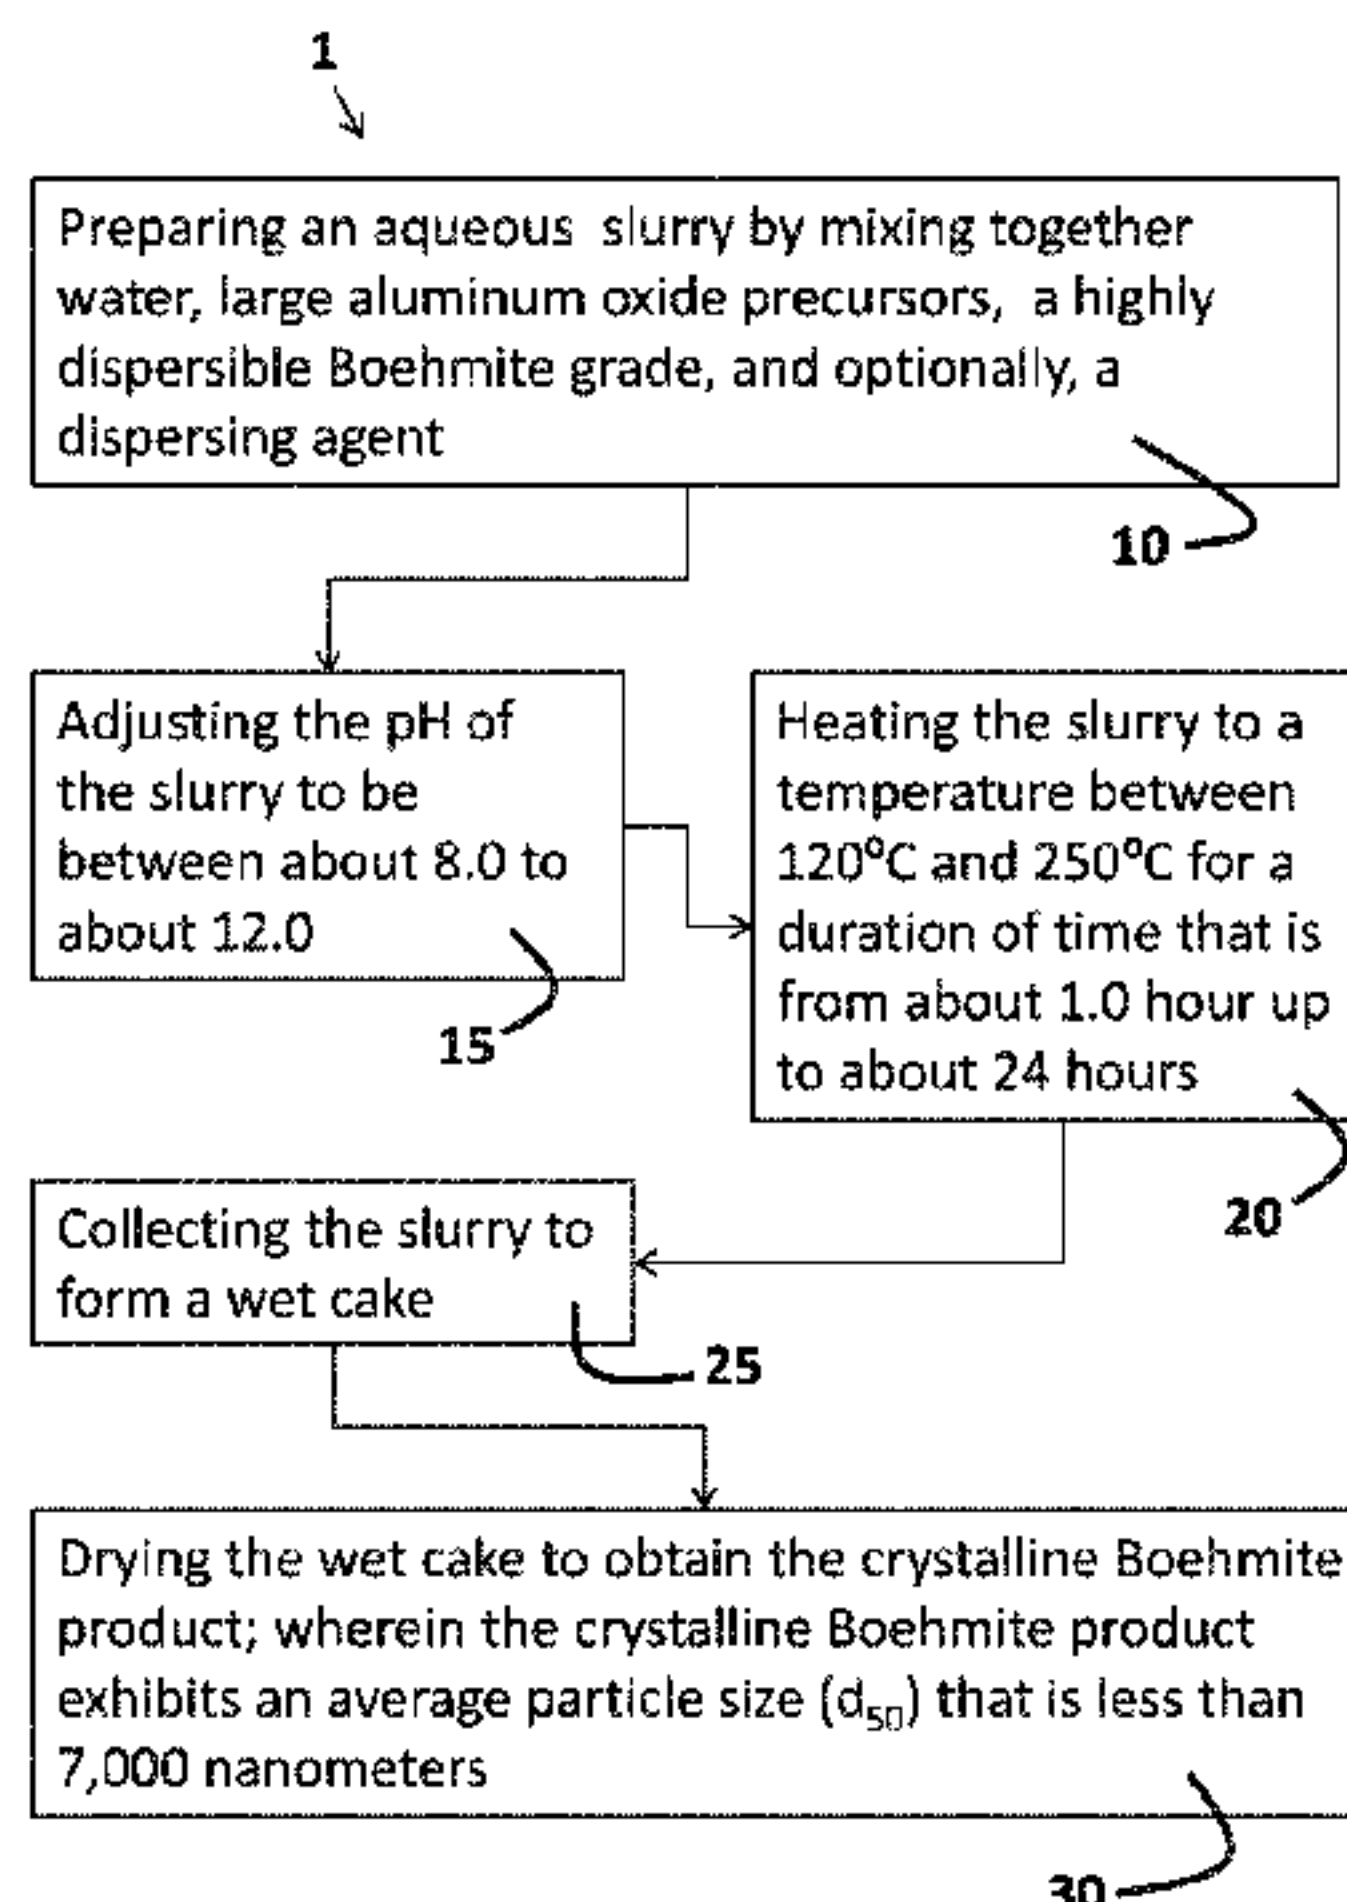 1
Preparing an aqueous slurry by mixing together
water, large aluminum oxide precursors, a highly
dispersible Boehmite grade, and optionally, a
dispersing agent
10
Adjusting the pH of
the slurry to be
between about 8.0 to
about 12.0
15
Heating the slurry to a
temperature between
120°C and 250°C for a
duration of time that is
from about 1.0 hour up
to about 24 hours
20
Collecting the slurry to
form a wet cake
25
Drying the wet cake to obtain the crystalline Boehmite
product; wherein the crystalline Boehmite product
exhibits an average particle size (d50) that is less than
7,000 nanometers
30